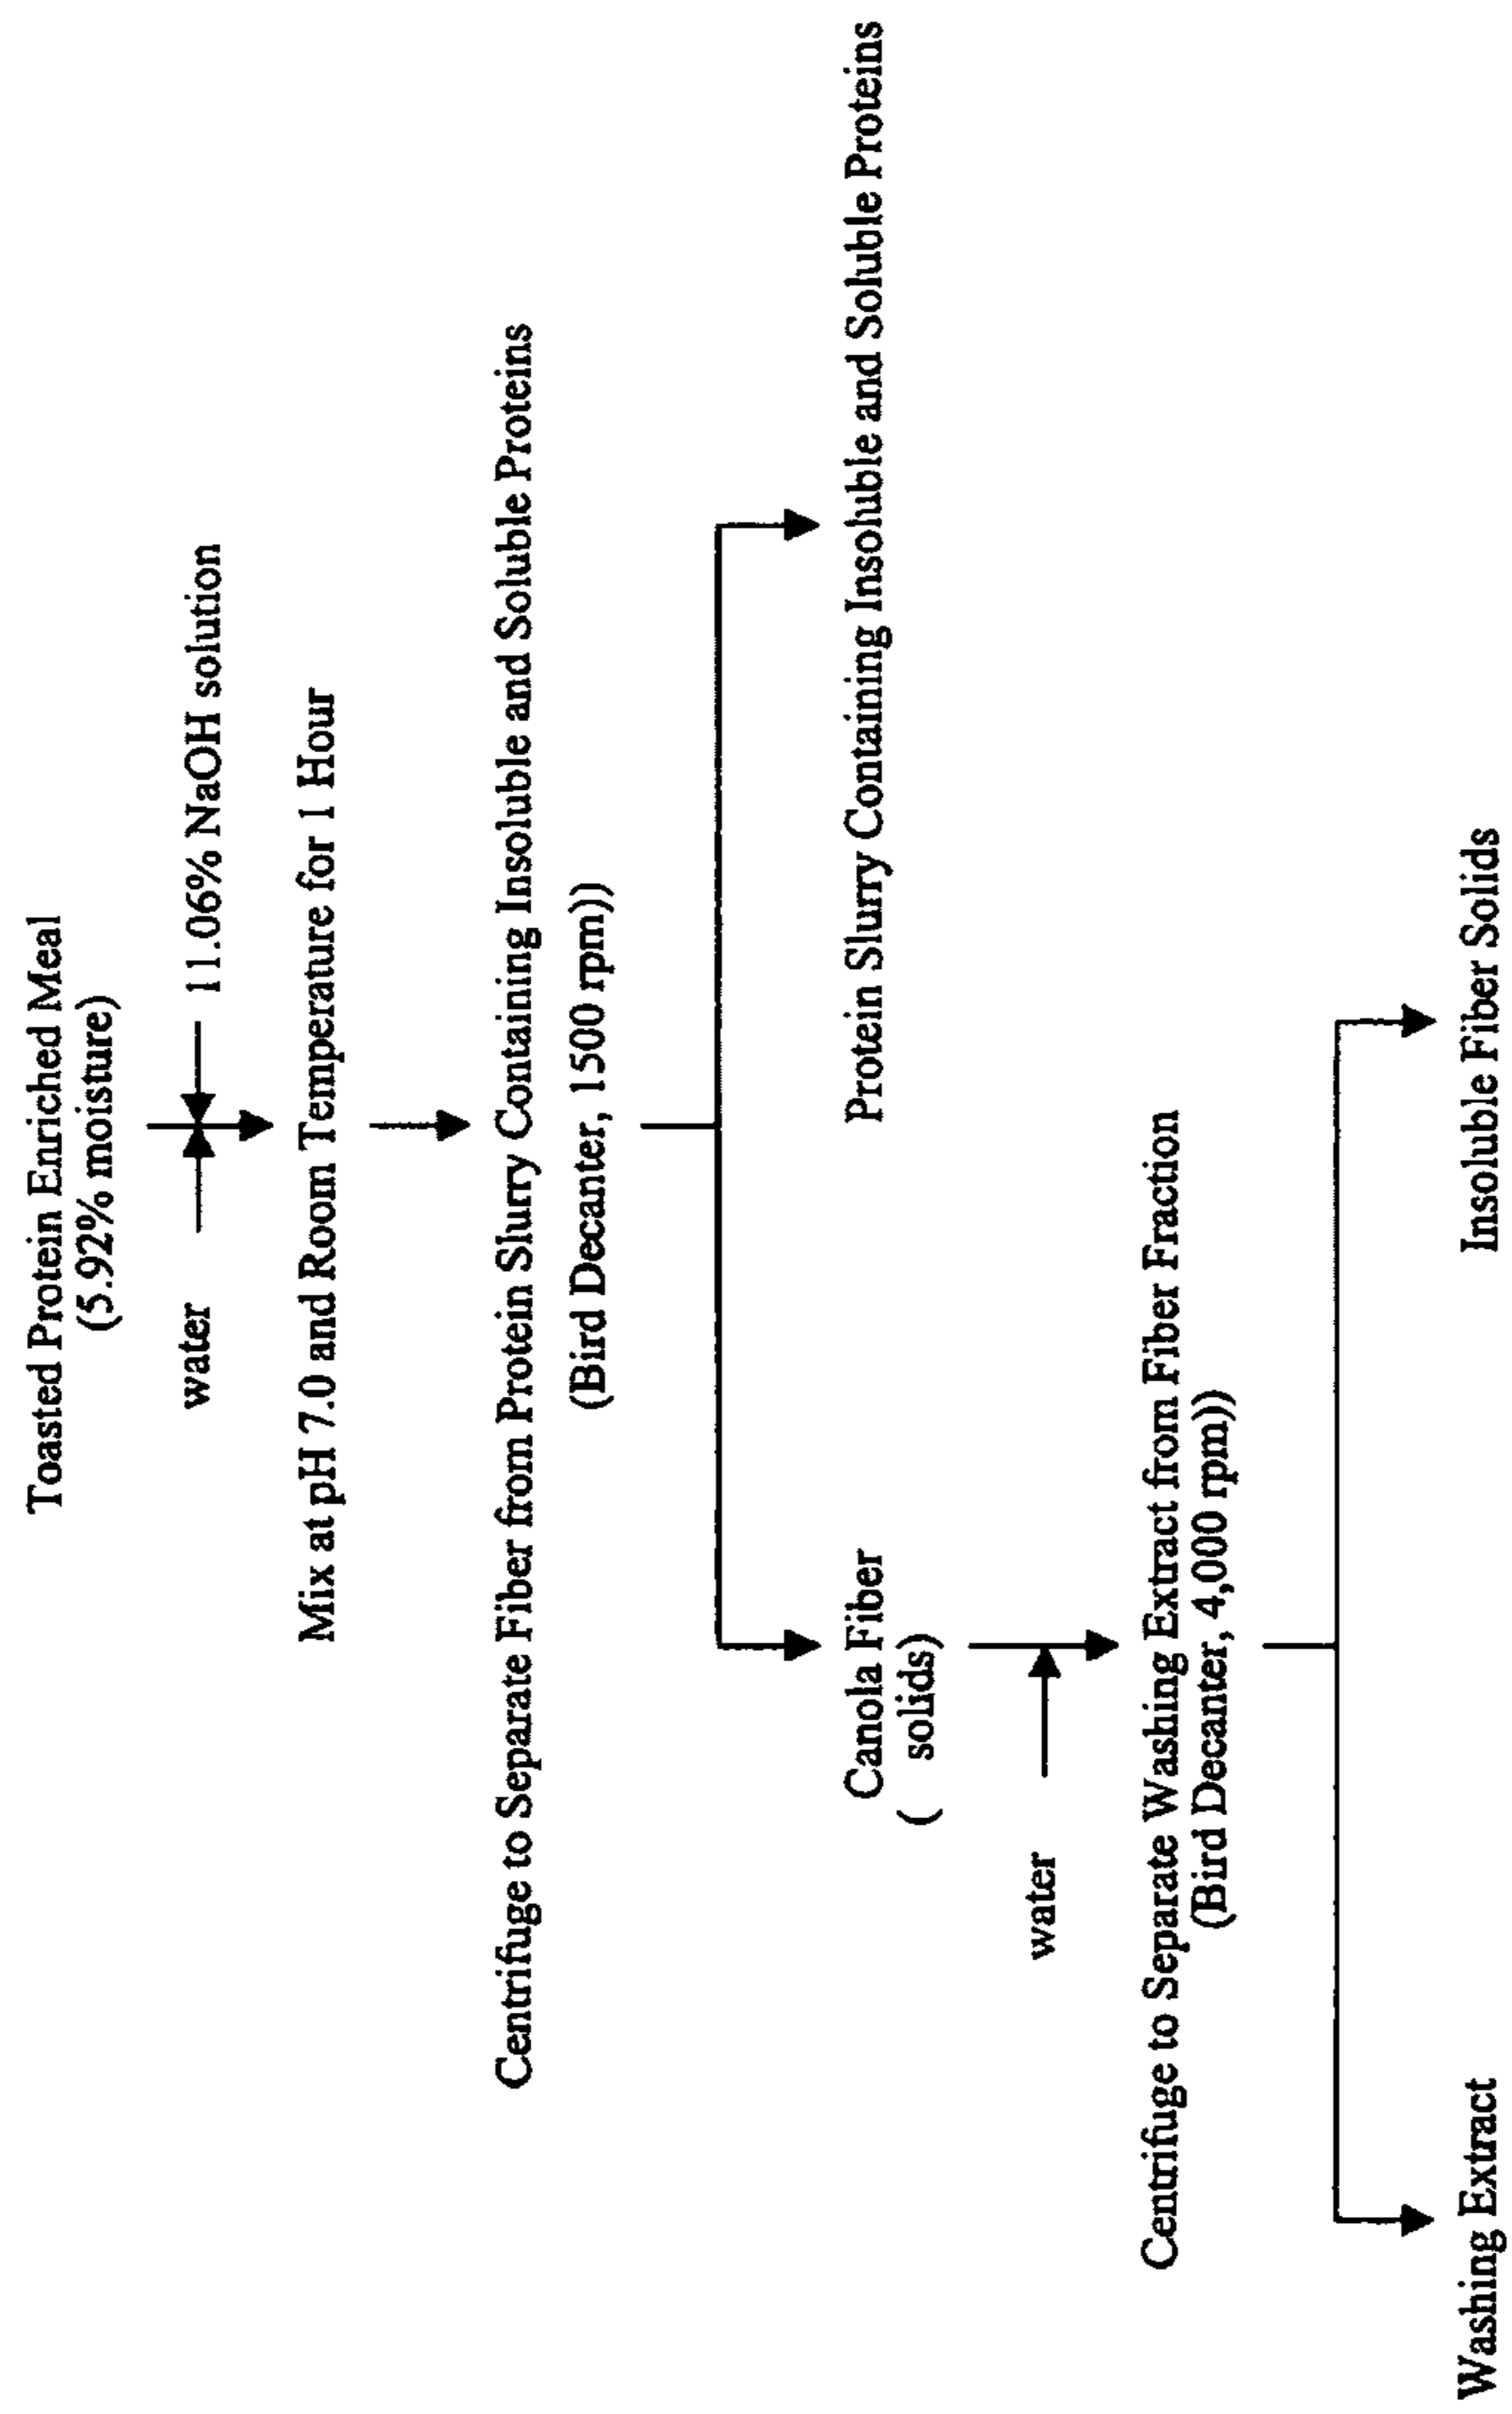 Toasted Protein Enriched Meal
(5.92% moisture)
water
11.06% NaOH solution
Mix at pH 7.0 and Room Temperature for 1 Hour
Centrifuge to Separate Fiber from Protein Slurry Containing Insoluble and Soluble Proteins
(Bird Decanter, 1500 rpm))
Canola Fiber
( solids)
Protein Slurry Containing Insoluble and Soluble Proteins
water
Centrifuge to Separate Washing Extract from Fiber Fraction
(Bird Decanter, 4,000 rpm))
Washing Extract
Insoluble Fiber Solids